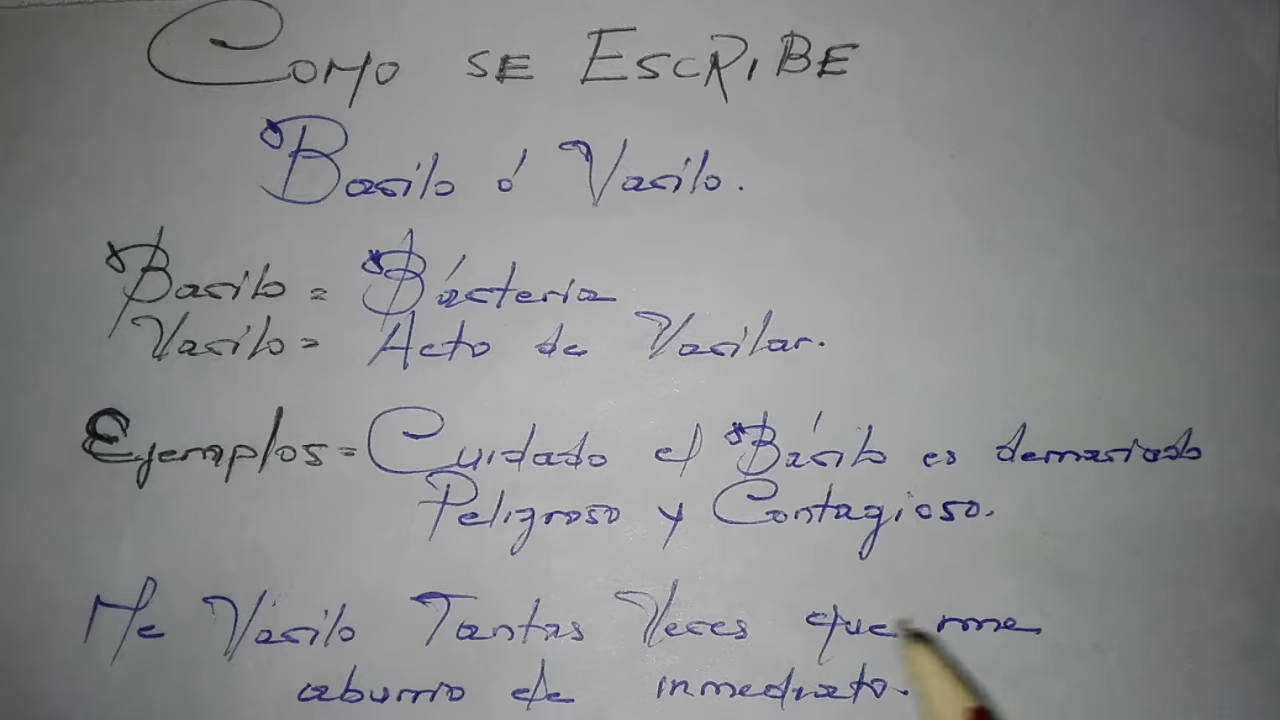 COMO SE ESCRIBE
Basilo ó Vasilo.
Basilo = Bácteria
Vasilo = Acto de Vasilar.
Ejemplos = Cuidado el Básilo es demasiado
Peligroso y Contagioso.
Me Vásilo Tantas Veces que me
aburrio de inmediato.